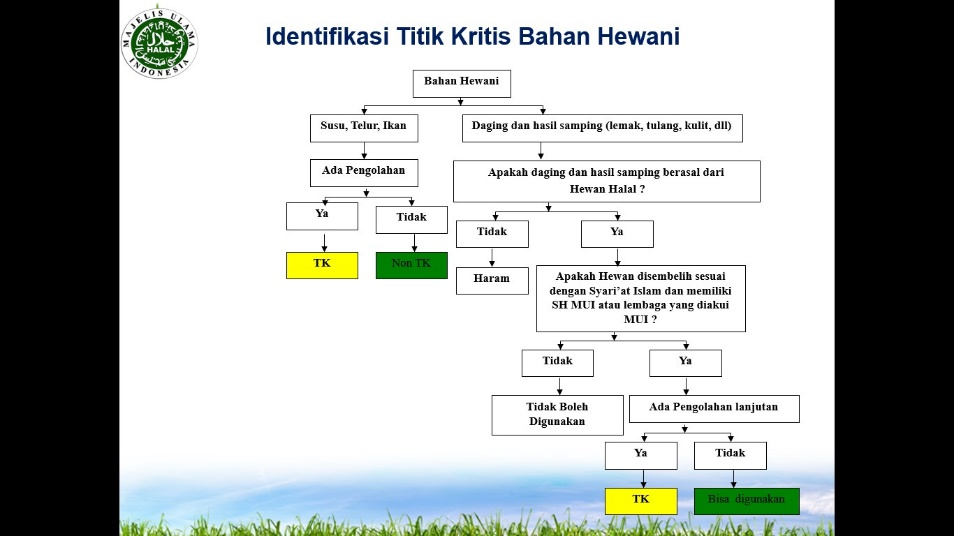 MAJELIS ULAMA
HALAL
INDONESIA
Identifikasi Titik Kritis Bahan Hewani
Bahan Hewani
Susu, Telur, Ikan
Daging dan hasil samping (lemak, tulang, kulit, dll)
Ada Pengolahan
Apakah daging dan hasil samping berasal dari
Hewan Halal ?
Ya
Tidak
Tidak
Ya
TK
Non TK
Haram
Apakah Hewan disembelih sesuai
dengan Syari’at Islam dan memiliki
SH MUI atau lembaga yang diakui
MUI ?
Tidak
Ya
Tidak Boleh
Digunakan
Ada Pengolahan lanjutan
Ya
Tidak
TK
Bisa digunakan